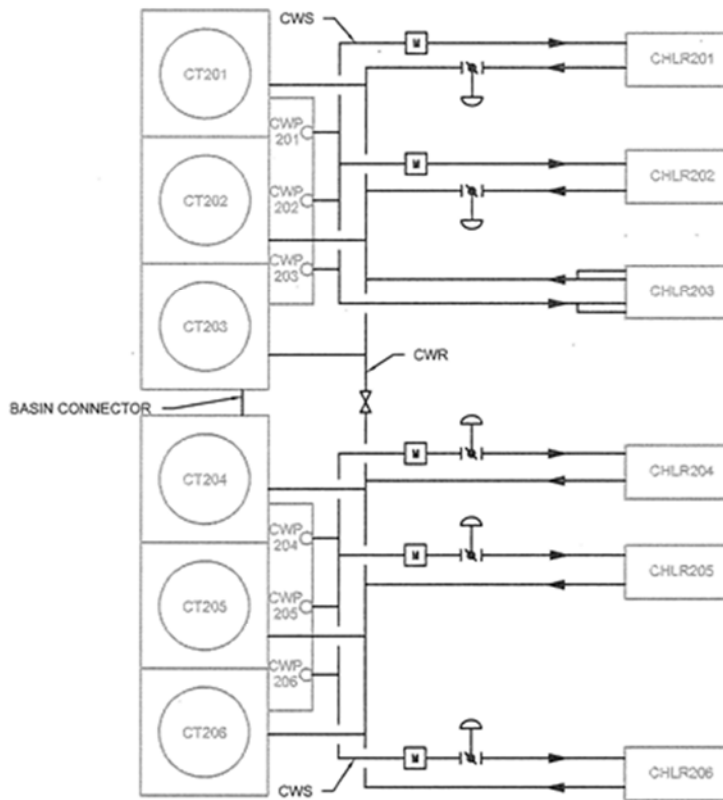 CWS
M
CHLR201
CT201
CWP
201
M
CHLR202
CT202
CWP
202
CWP
203
CHLR203
CT203
CWR
BASIN CONNECTOR
M
CHLR204
CT204
CWP
204
M
CHLR205
CT205
CWP
205
CWP
206
CT206
M
CHLR206
CWS